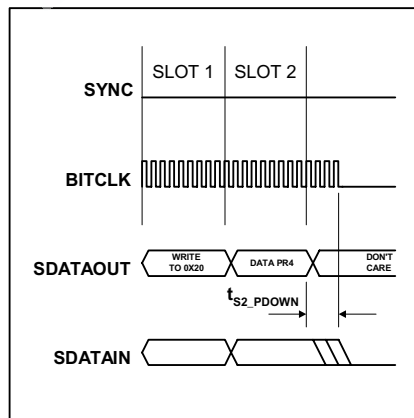 SLOT 1 SLOT 2
SYNC
BITCLK
SDATAOUT
WRITE
TO 0X20
DATA PR4
DON'T
CARE
tS2_PDOWN
SDATAIN